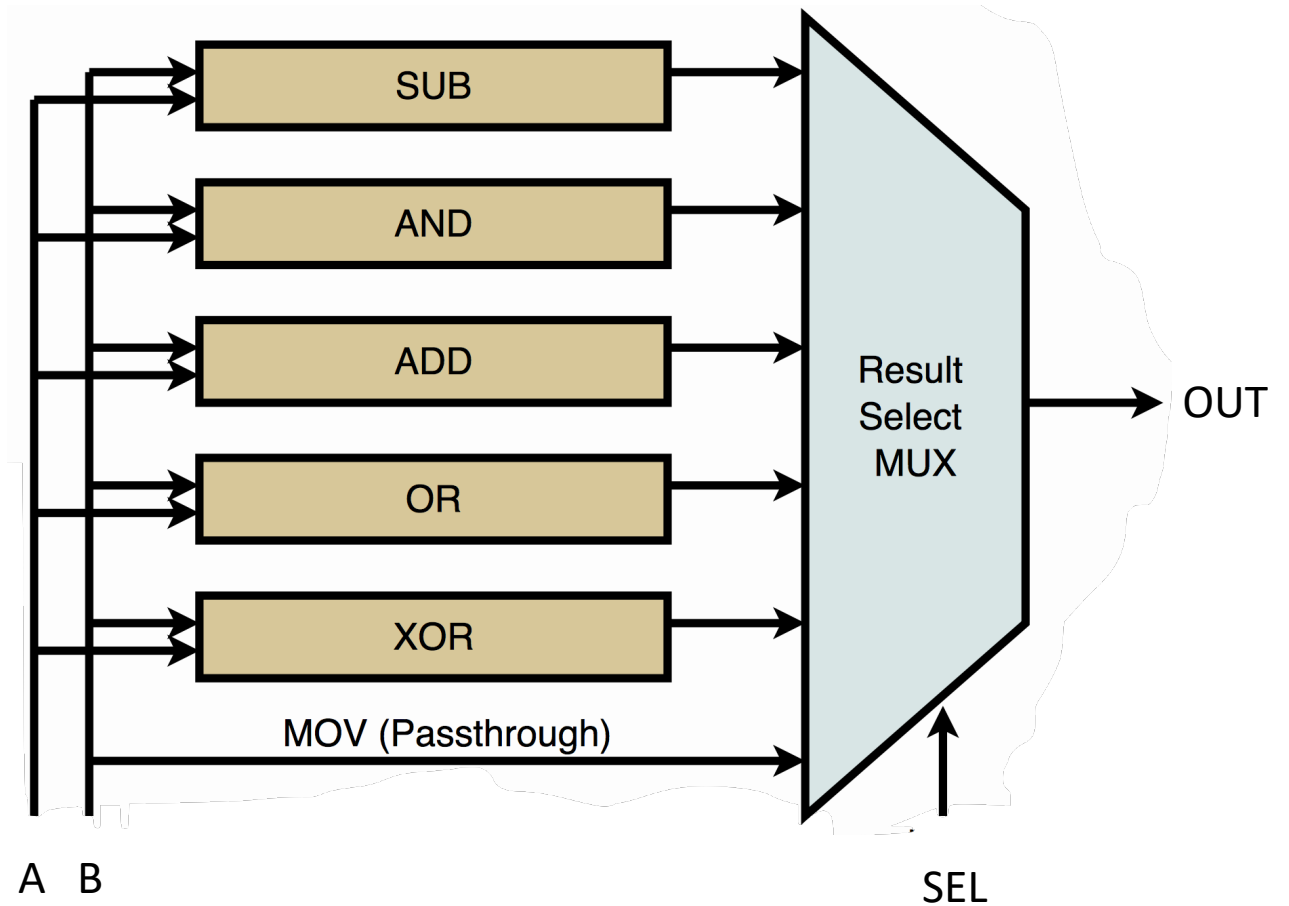 SUB
AND
ADD
OR
XOR
MOV (Passthrough)
Result
Select
MUX
OUT
A
B
SEL